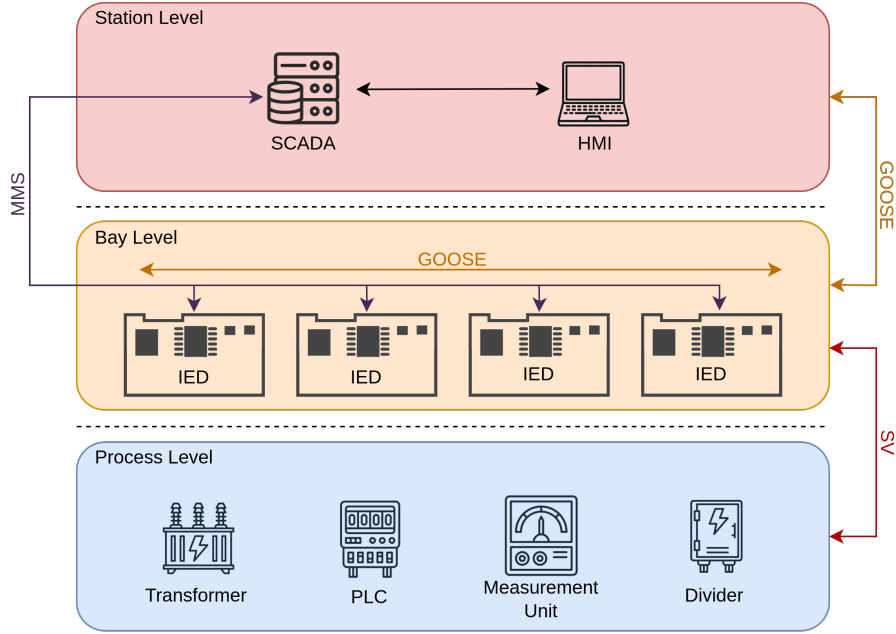 Station Level
SCADA
HMI
MMS
GOOSE
Bay Level
GOOSE
IED
IED
IED
IED
SV
Process Level
Transformer
PLC
Measurement
Unit
Divider